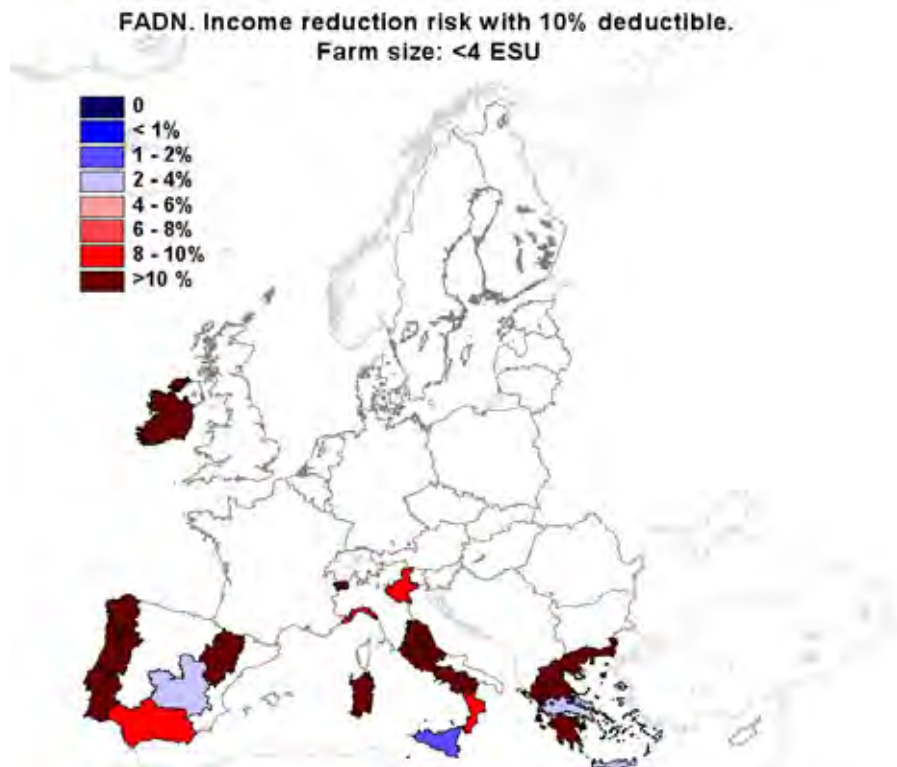 FADN. Income reduction risk with 10% deductible.
Farm size: <4 ESU
0
< 1%
1 - 2%
2 - 4%
4 - 6%
6 - 8%
8 - 10%
>10 %